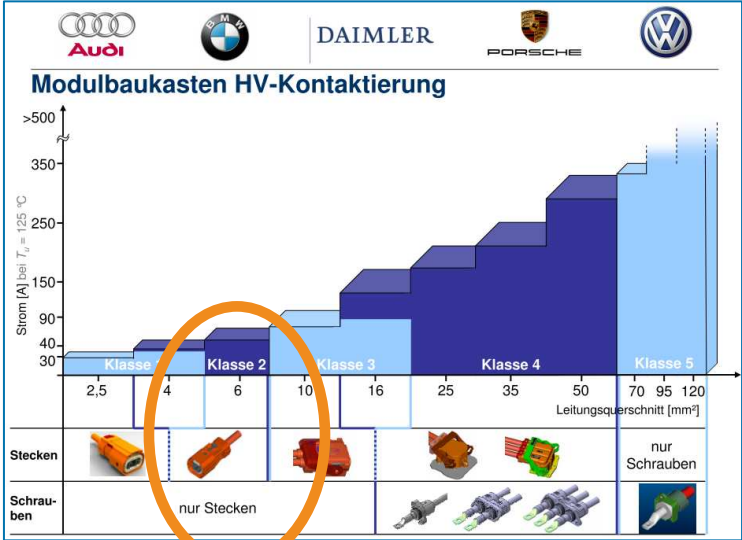 Audi
BMW
DAIMLER
PORSCHE
Modulbaukasten HV-Kontaktierung
>500
350
250
150
90
40
30
Strom [A] bei Tu = 125 °C
Klasse
Klasse 2
Klasse 3
Klasse 4
Klasse 5
2,5 4 6 10 16 25 35 50 70 95 120
Leitungsquerschnitt [mm²]
Stecken
nur
Schrauben
Schrau-
ben
nur Stecken